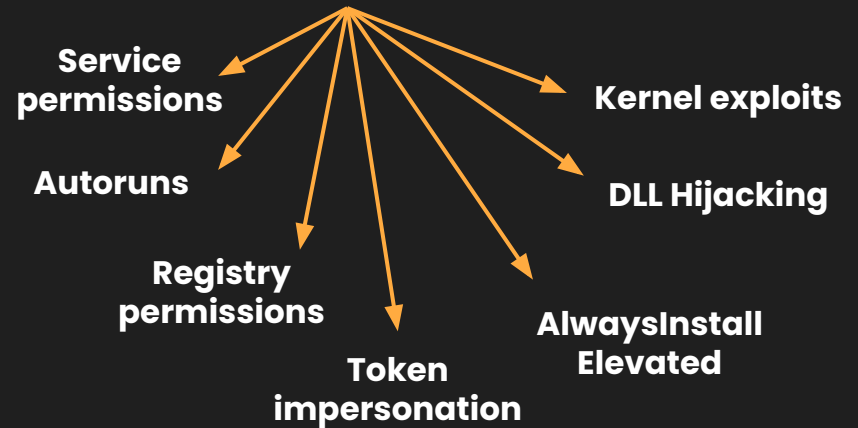 Service
permissions
Kernel exploits
Autoruns
DLL Hijacking
Registry
permissions
AlwaysInstall
Elevated
Token
impersonation